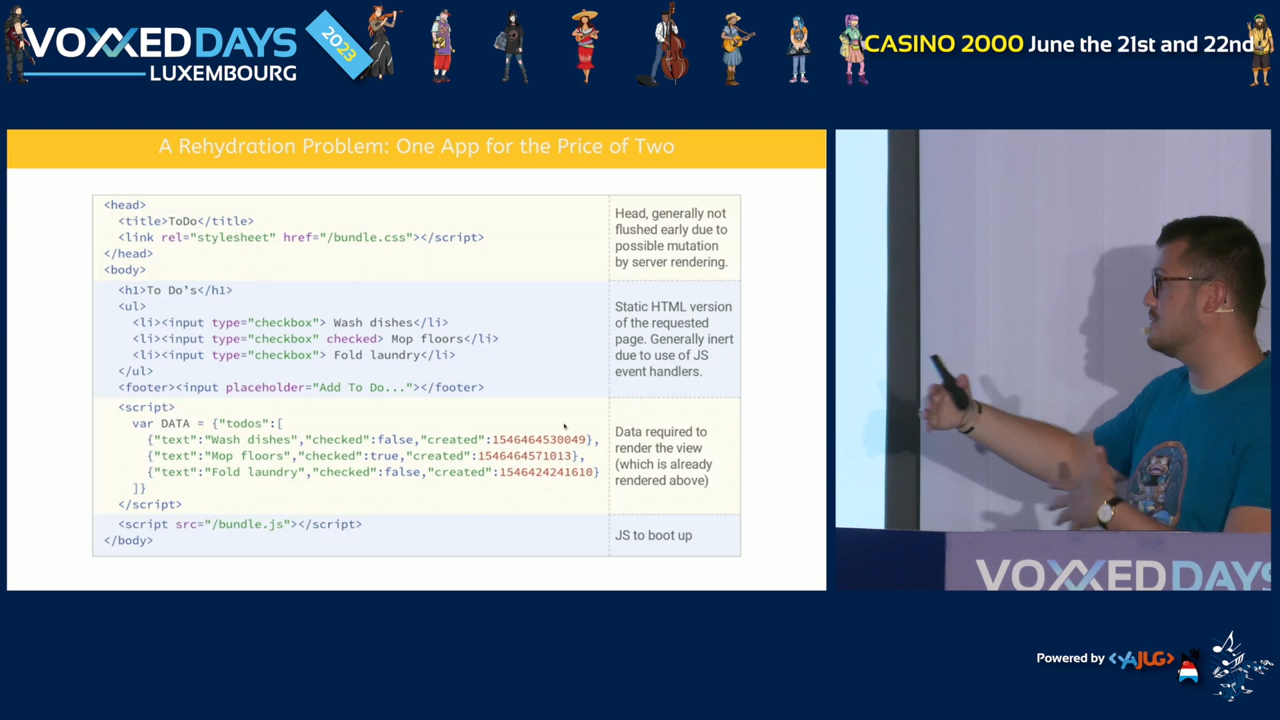 VOXXEDDAYS
LUXEMBOURG
2023
CASINO 2000 June the 21st and 22nd
A Rehydration Problem: One App for the Price of Two
<head>
<title>ToDo</title>
<link rel="stylesheet" href="/bundle.css"></script>
</head>
<body>
Head, generally not
flushed early due to
possible mutation
by server rendering.
<h1>To Do's</h1>
<ul>
<li><input type="checkbox"> Wash dishes</li>
<li><input type="checkbox" checked> Mop floors</li>
<li><input type="checkbox"> Fold laundry</li>
</ul>
<footer><input placeholder="Add To Do..."></footer>
Static HTML version
of the requested
page. Generally inert
due to use of JS
event handlers.
<script>
var DATA = {"todos":[
{"text":"Wash dishes","checked":false,"created":1546464530049},
{"text":"Mop floors","checked":true,"created":1546464571013},
{"text":"Fold laundry","checked":false,"created":1546424241610}
]}
</script>
Data required to
render the view
(which is already
rendered above)
<script src="/bundle.js"></script>
</body>
JS to boot up
VOXXEDDAYS
Powered by <YAJUG>